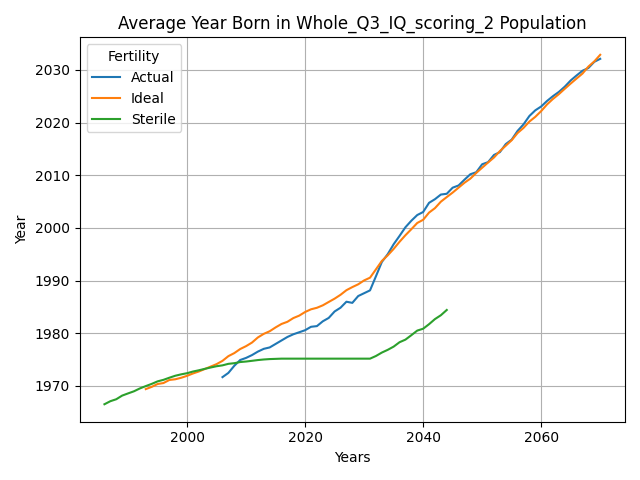 Average Year Born in Whole_Q3_IQ_scoring_2 Population
Fertility
Actual
Ideal
Sterile
Year
2030
2020
2010
2000
1990
1980
1970
2000 2020 2040 2060
Years